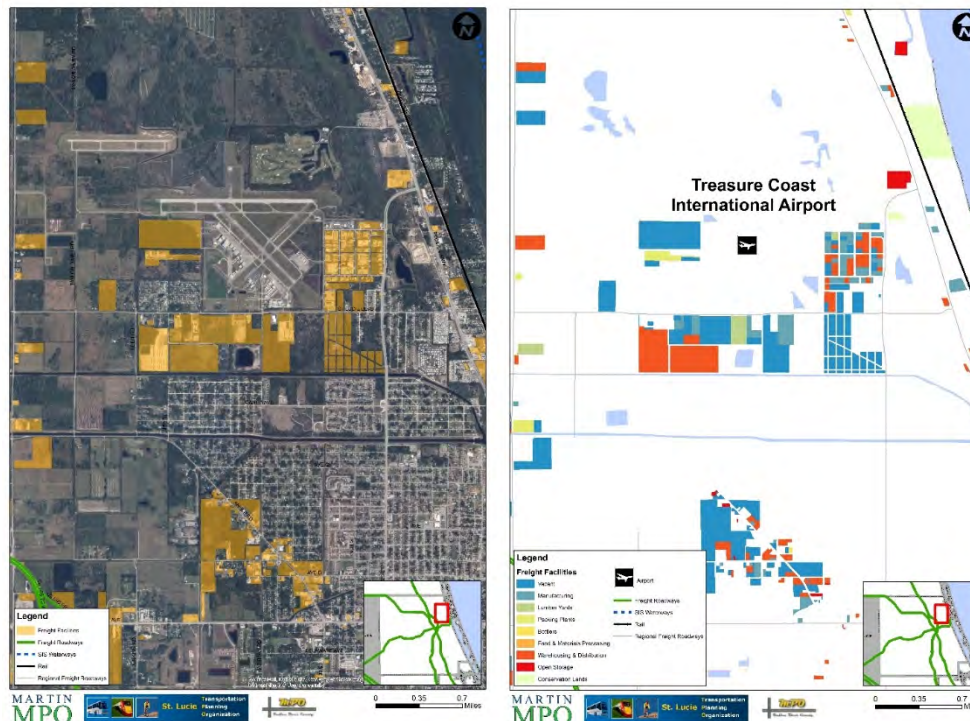 N
Legend
Freight Facilities
Freight Roadways
SIS Waterways
Rail
Regional Freight Roadways
MARTIN
MPO
St. Lucie
Transportation
Planning
Organization
0 0.35 0.7
Miles
N
Treasure Coast
International Airport
Legend
Freight Facilities
Vacant
Manufacturing
Lumber Yards
Packing Plants
Bottlers
Food & Materials Processing
Warehousing & Distribution
Open Storage
Conservation Lands
Airport
Freight Roadways
SIS Waterways
Rail
Regional Freight Roadways
MARTIN
MPO
St. Lucie
Transportation
Planning
Organization
0 0.35 0.7